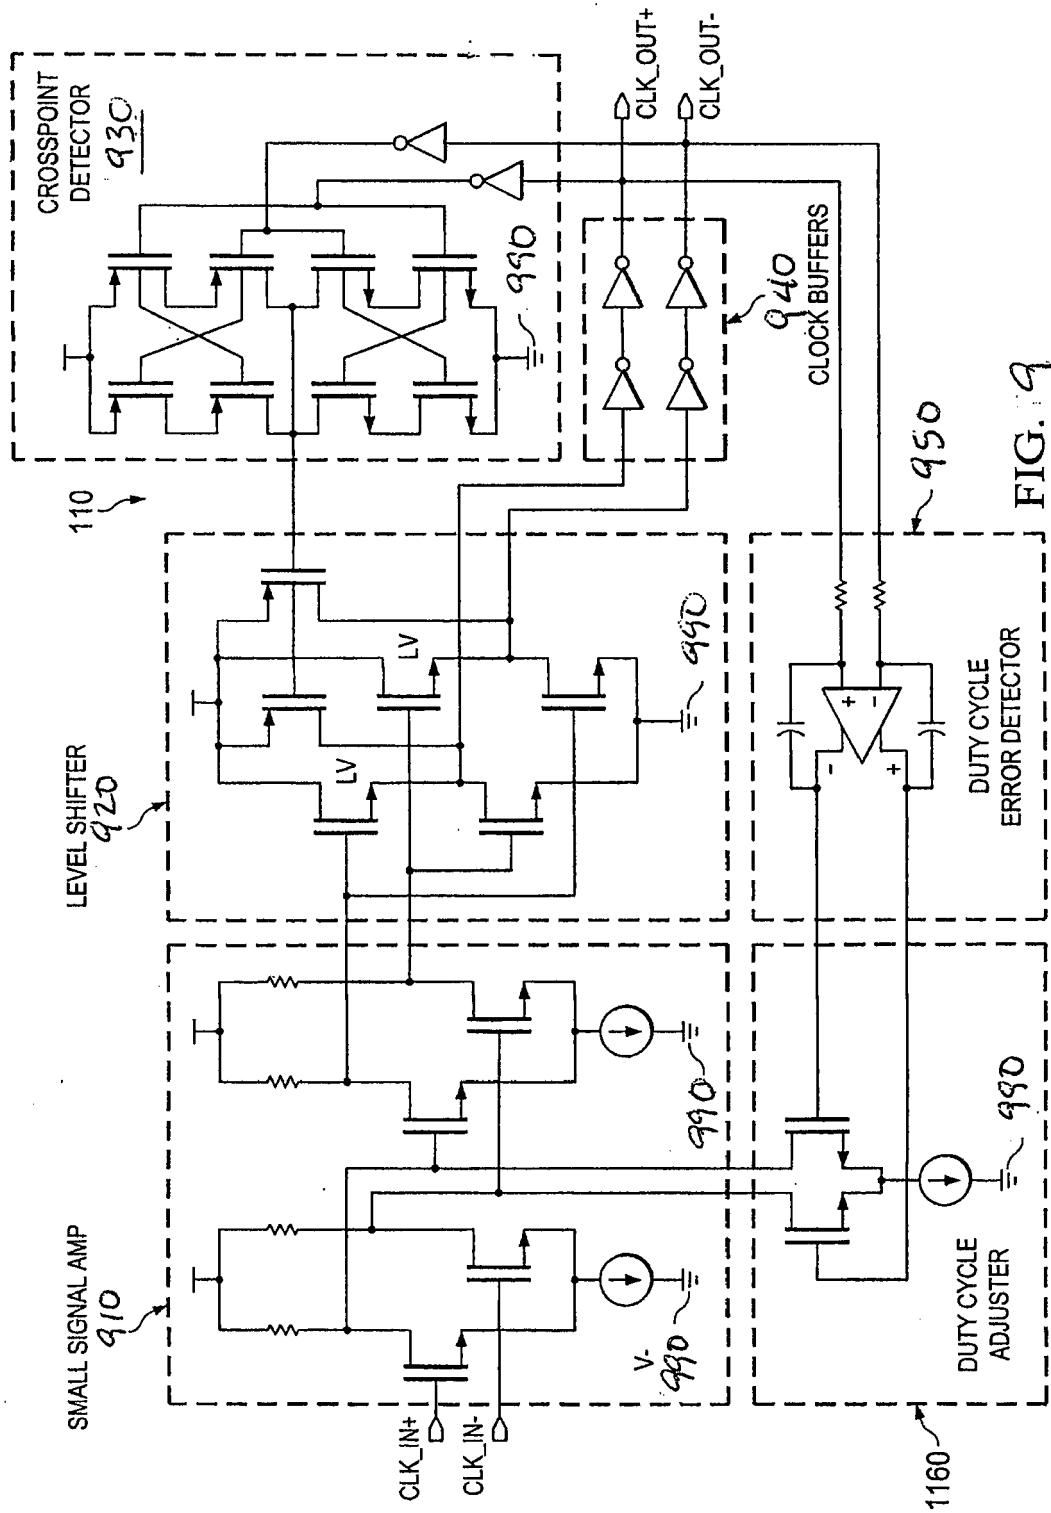 110
CROSSPOINT
DETECTOR
930
990
CLK_OUT+
CLK_OUT-
CLOCK BUFFERS
940
LEVEL SHIFTER
920
LV
LV
990
SMALL SIGNAL AMP
910
CLK_IN+
CLK_IN-
V-
990
990
DUTY CYCLE
ERROR DETECTOR
950
+
-
-
+
DUTY CYCLE
ADJUSTER
990
1160
FIG. 9